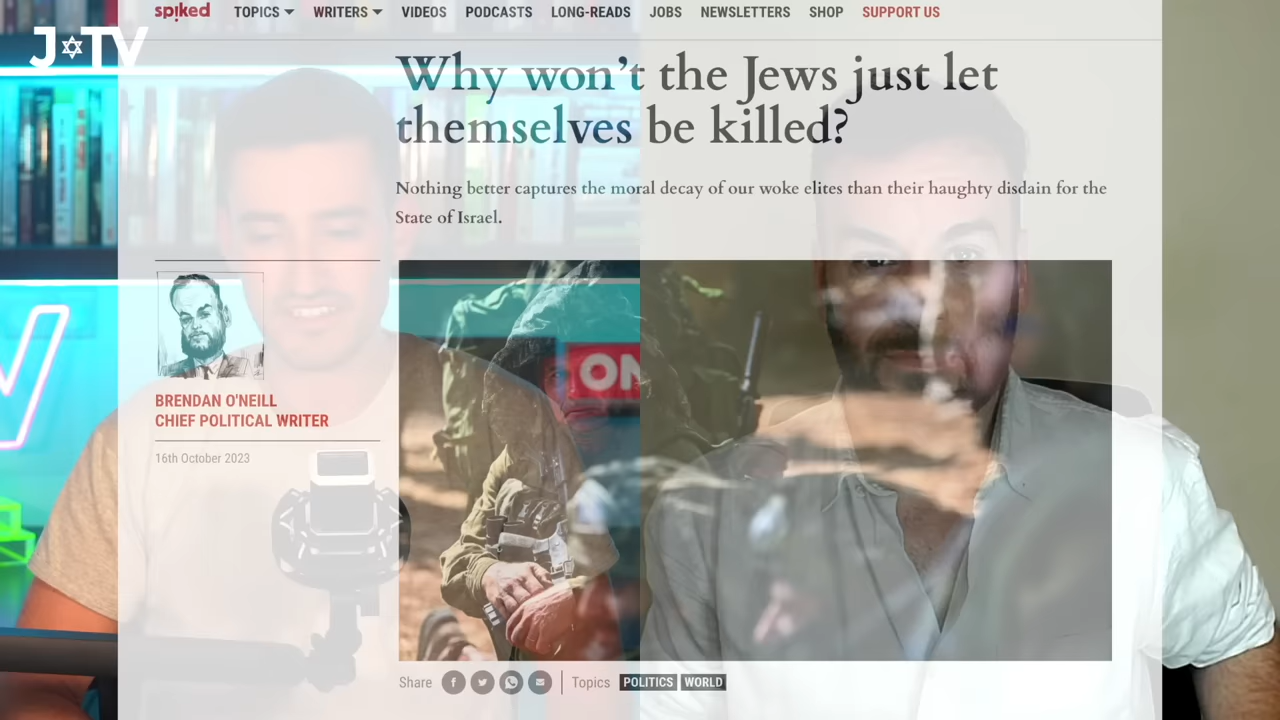 J✡TV
spiked TOPICS WRITERS VIDEOS PODCASTS LONG-READS JOBS NEWSLETTERS SHOP SUPPORT US
Why won't the Jews just let
themselves be killed?
Nothing better captures the moral decay of our woke elites than their haughty disdain for the
State of Israel.
ON
BRENDAN O'NEILL
CHIEF POLITICAL WRITER
16th October 2023
Share Topics POLITICS WORLD